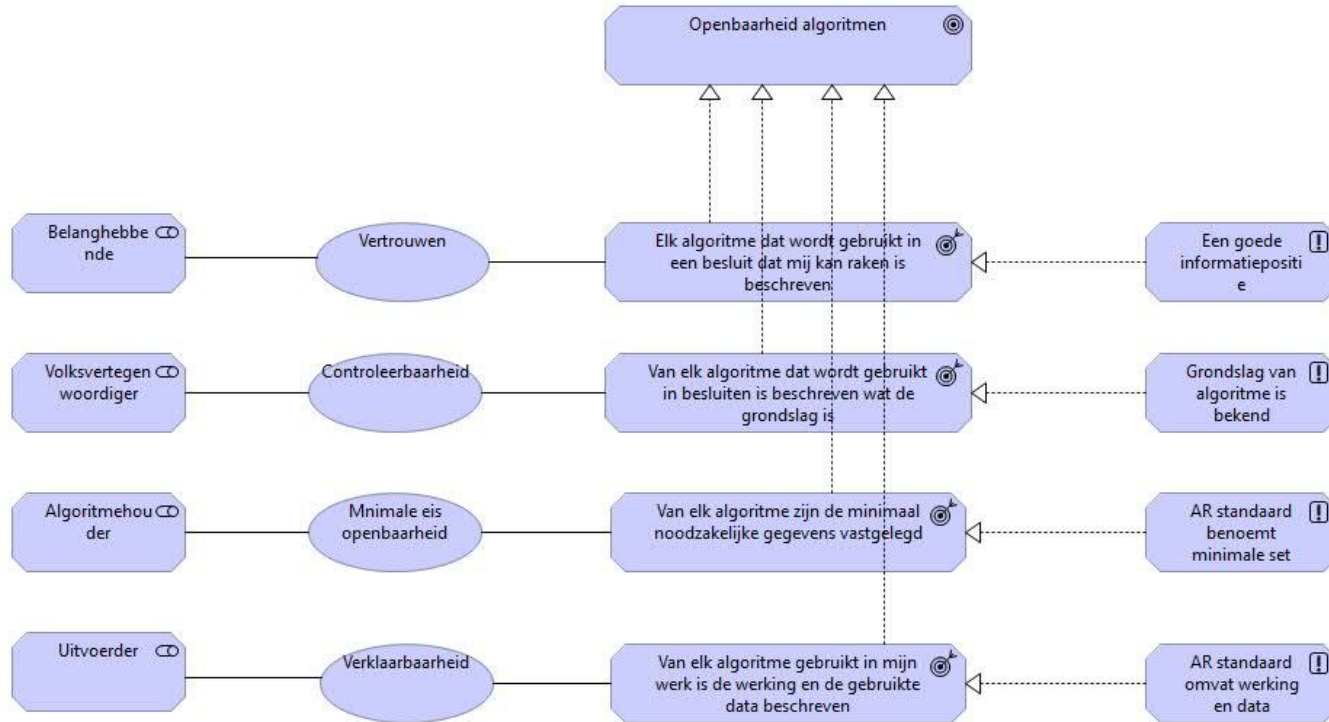 Openbaarheid algoritmen
Belanghebbe
nde
Vertrouwen
Elk algoritme dat wordt gebruikt in
een besluit dat mij kan raken is
beschreven
Een goede
informatiepositi
e
Volksvertegen
woordiger
Controleerbaarheid
Van elk algoritme dat wordt gebruikt
in besluiten is beschreven wat de
grondslag is
Grondslag van
algoritme is
bekend
Algoritmehou
der
Mnimale eis
openbaarheid
Van elk algoritme zijn de minimaal
noodzakelijke gegevens vastgelegd
AR standaard
benoemt
minimale set
Uitvoerder
Verklaarbaarheid
Van elk algoritme gebruikt in mijn
werk is de werking en de gebruikte
data beschreven
AR standaard
omvat werking
en data